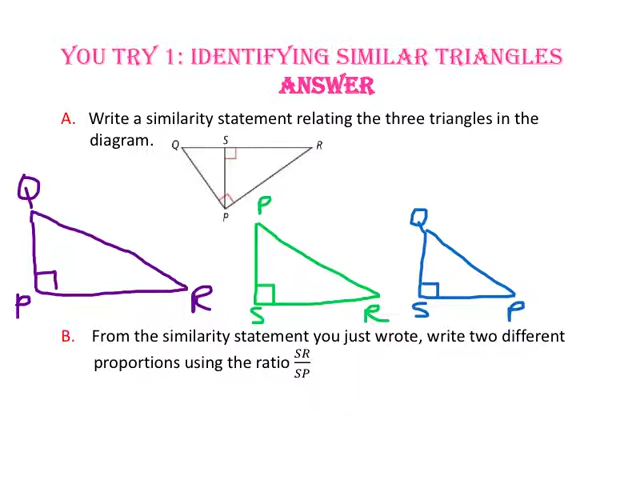 YOU TRY 1: IDENTIFYING SIMILAR TRIANGLES
ANSWER
A. Write a similarity statement relating the three triangles in the
diagram.
Q S R
P
Q
P R
P
S R
Q
S P
B. From the similarity statement you just wrote, write two different
proportions using the ratio SR/SP